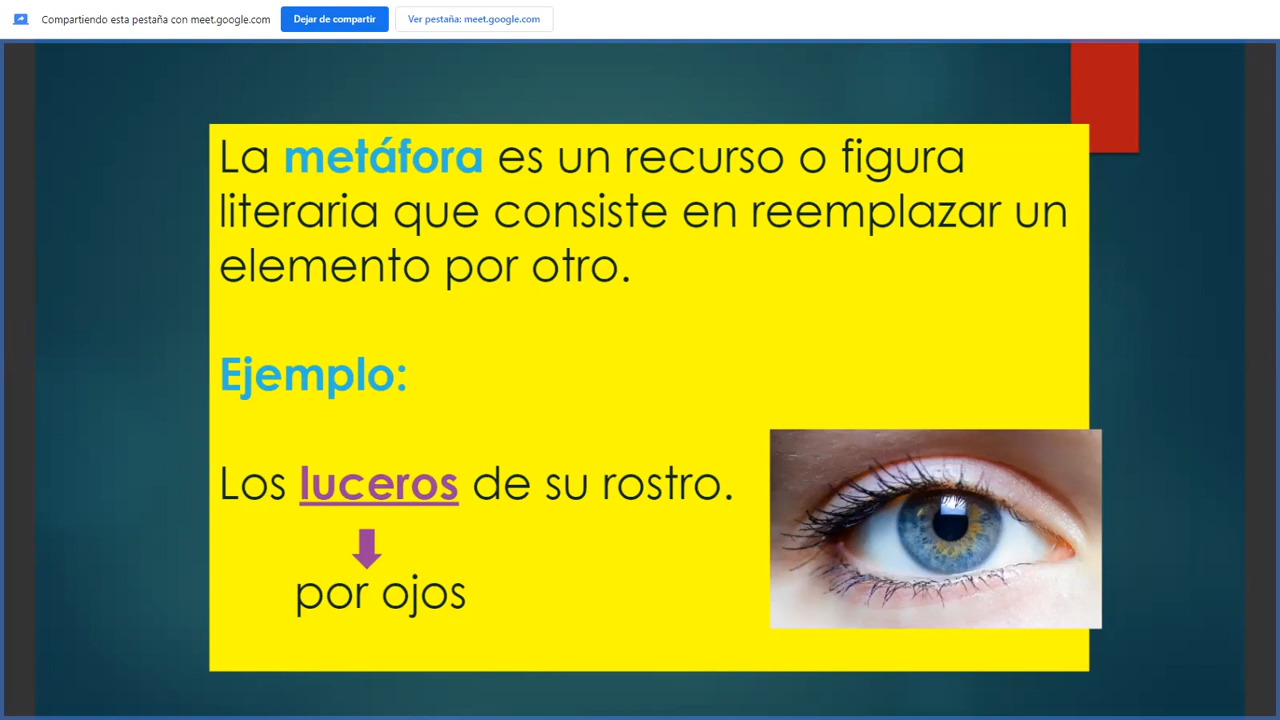 Compartiendo esta pestaña con meet.google.com
Dejar de compartir
Ver pestaña: meet.google.com
La metáfora es un recurso o figura
literaria que consiste en reemplazar un
elemento por otro.
Ejemplo:
Los luceros de su rostro.
por ojos